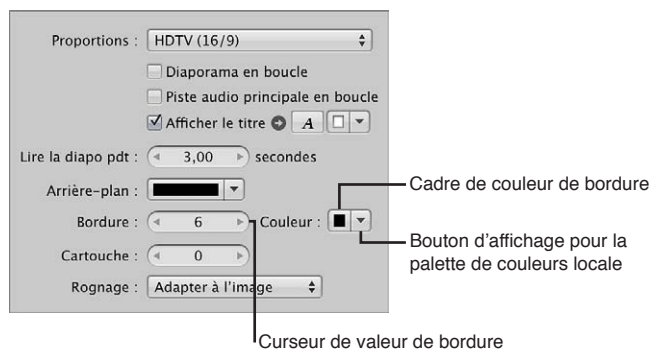 Proportions : HDTV (16/9)
Diaporama en boucle
Piste audio principale en boucle
Afficher le titre A
Lire la diapo pdt : 3,00 secondes
Arrière-plan :
Cadre de couleur de bordure
Bordure : 6 Couleur :
Bouton d'affichage pour la
palette de couleurs locale
Cartouche : 0
Rognage : Adapter à l'image
Curseur de valeur de bordure